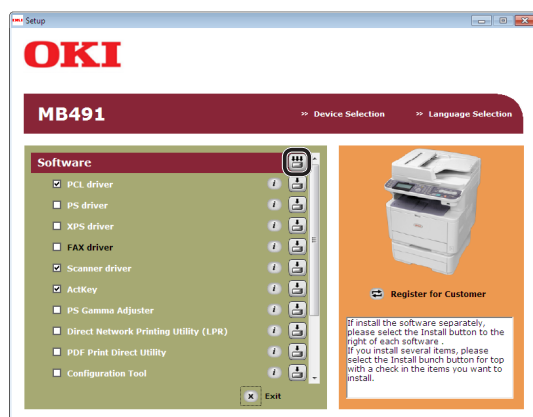 Setup
OKI
MB491
>> Device Selection
>> Language Selection
Software
PCL driver
PS driver
XPS driver
FAX driver
Scanner driver
ActKey
PS Gamma Adjuster
Direct Network Printing Utility (LPR)
PDF Print Direct Utility
Configuration Tool
x Exit
Register for Customer
If install the software separately,
please select the Install button to the
right of each software .
If you install several items, please
select the Install bunch button for top
with a check in the items you want to
install.